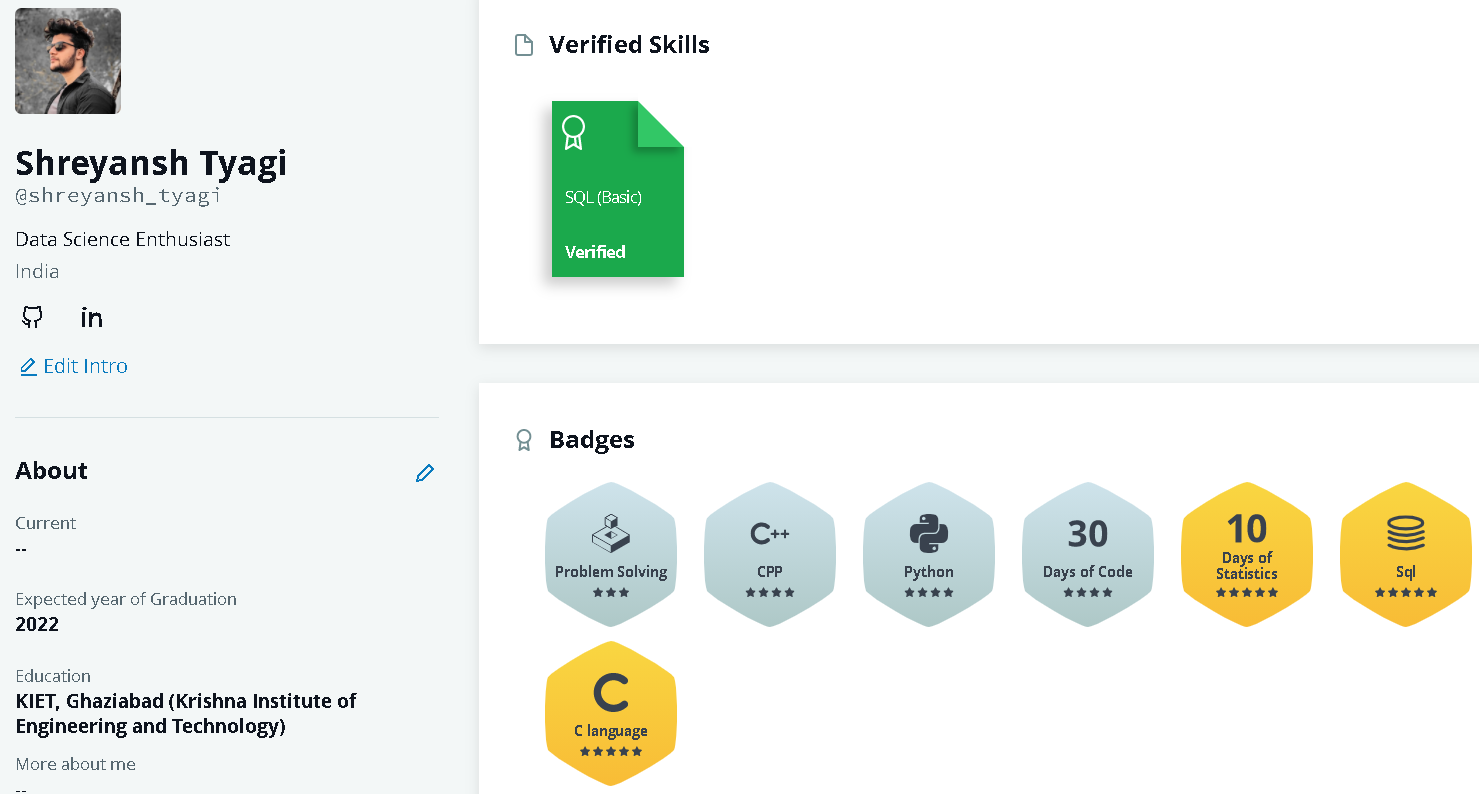 Shreyansh Tyagi
@shreyansh_tyagi
Data Science Enthusiast
India
in
Edit Intro
About
Current
--
Expected year of Graduation
2022
Education
KIET, Ghaziabad (Krishna Institute of
Engineering and Technology)
More about me
--
Verified Skills
SQL (Basic)
Verified
Badges
Problem Solving
C++
CPP
Python
30
Days of Code
10
Days of
Statistics
Sql
C
C language